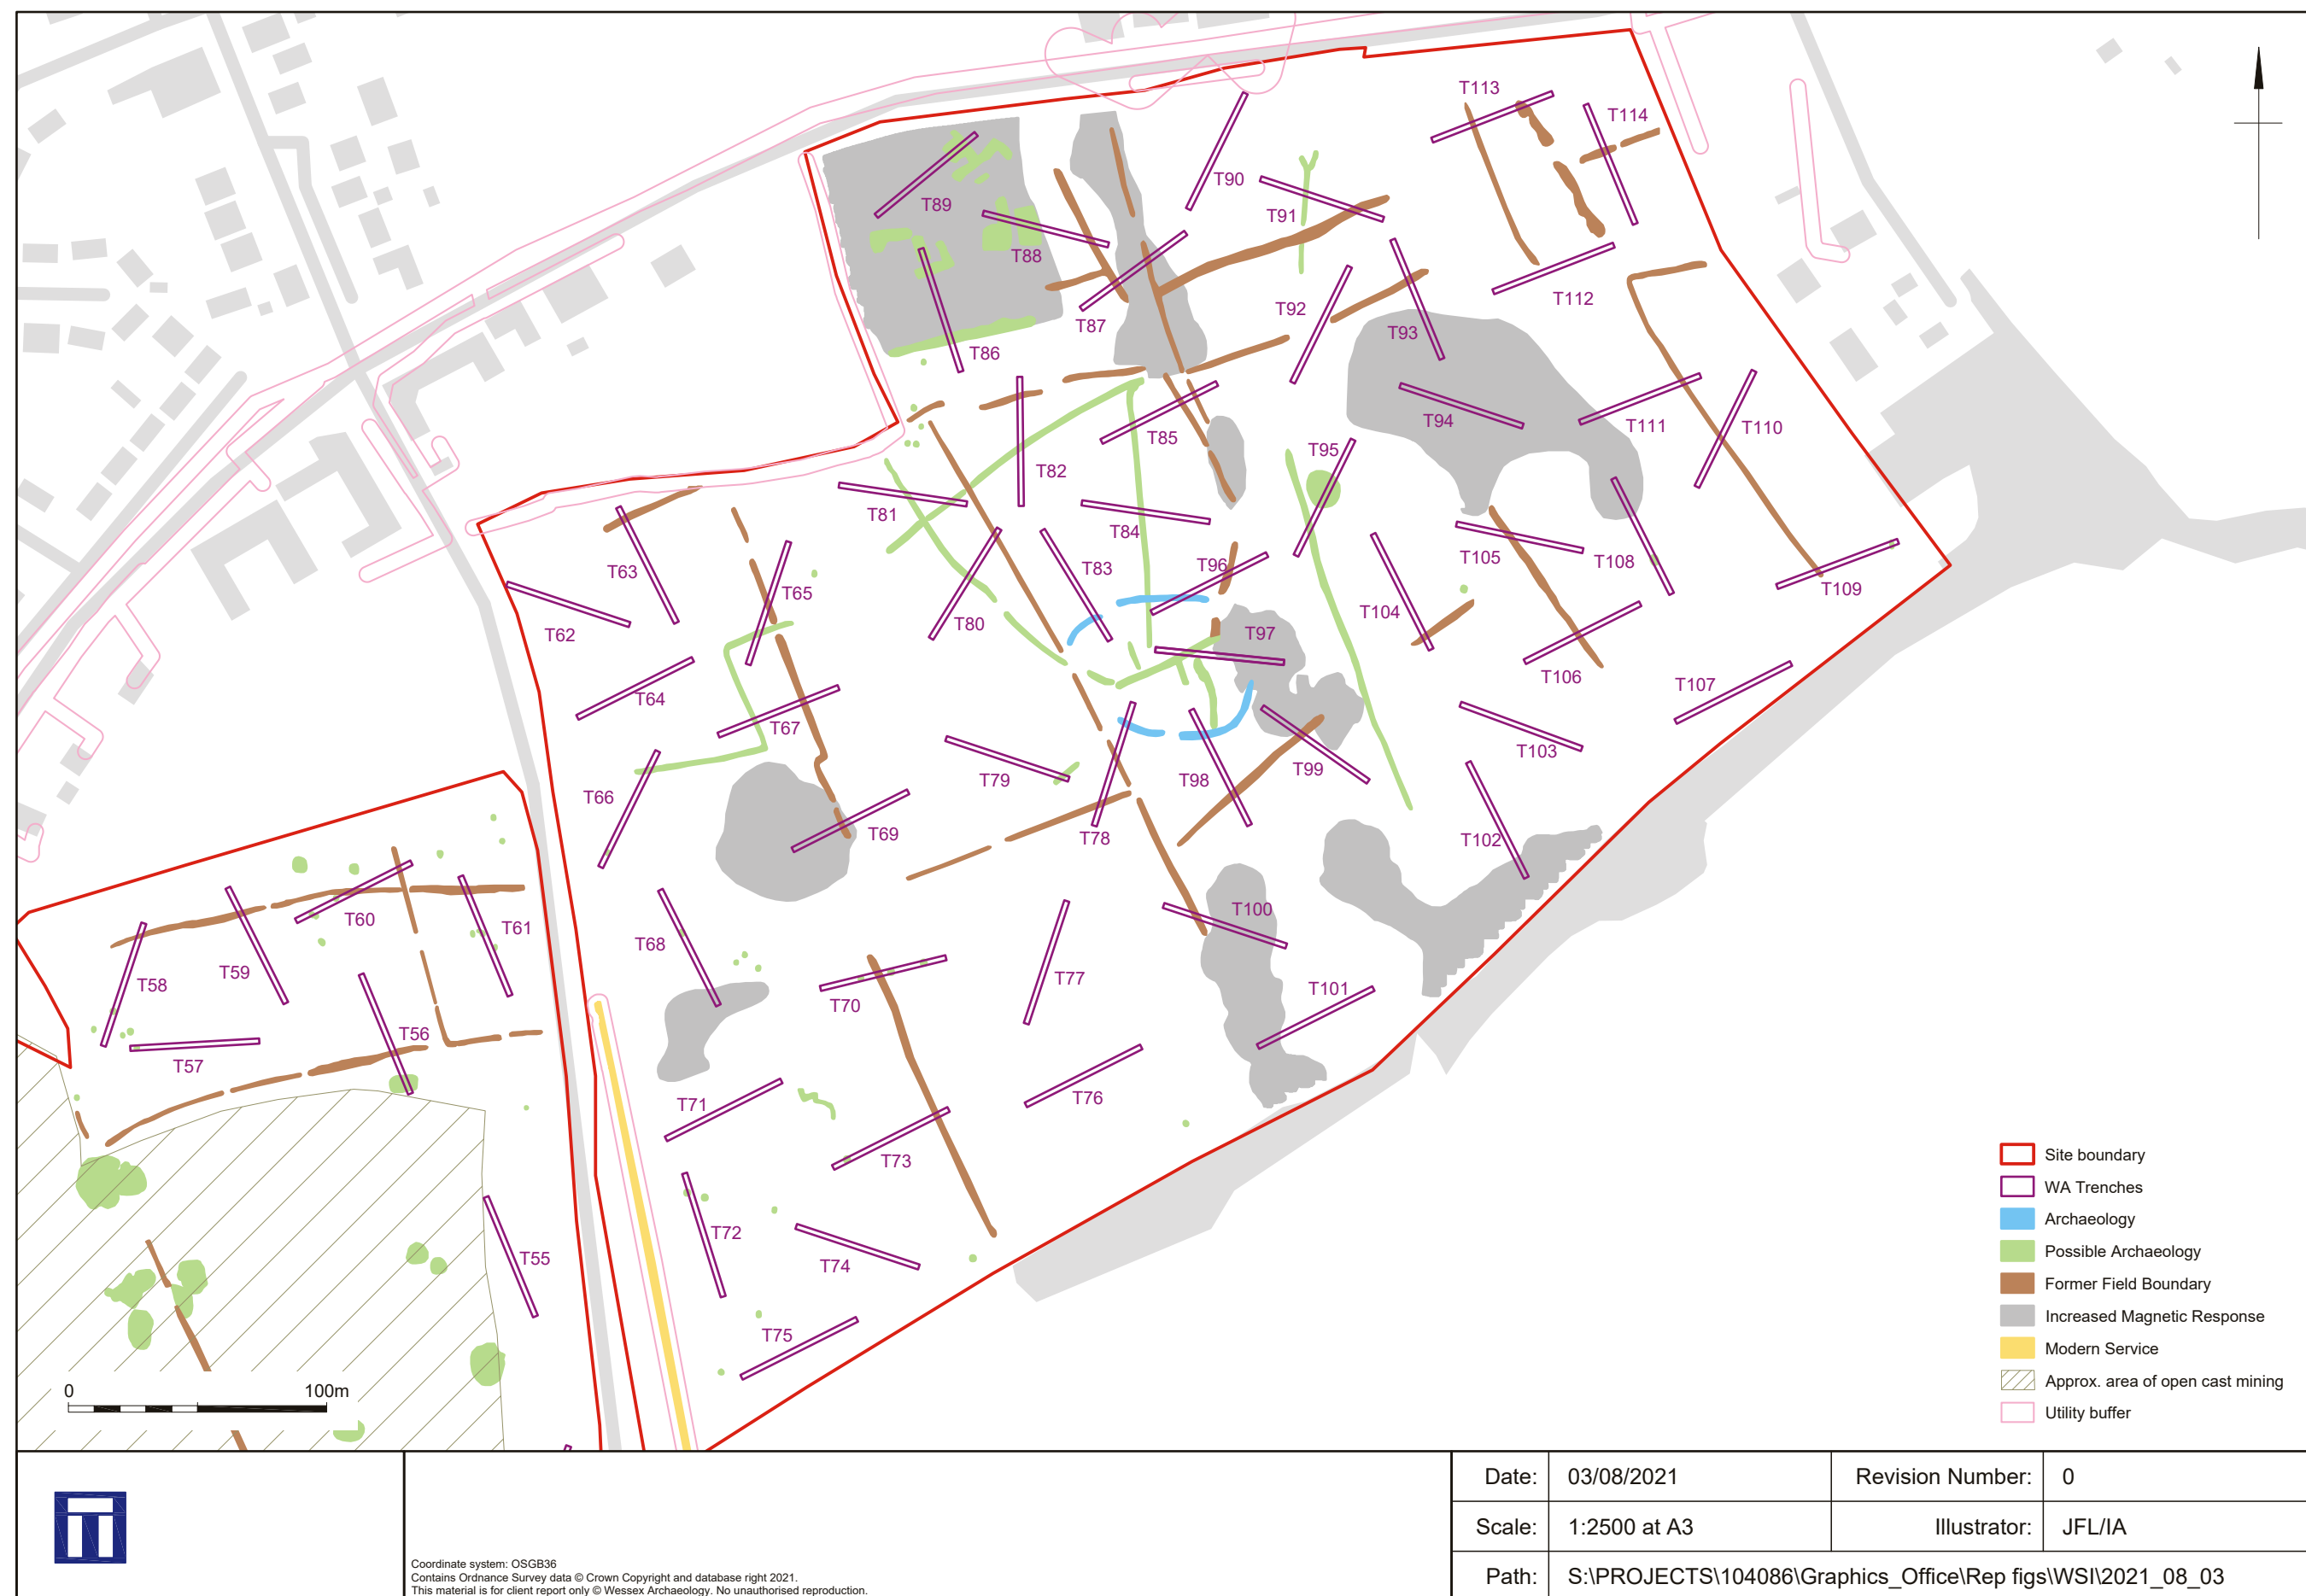 T113
T114
T90
T89
T91
T88
T112
T92
T87
T93
T86
T94
T111
T110
T85
T95
T82
T81
T84
T105
T108
T63
T83
T96
T65
T109
T104
T80
T62
T97
T106
T107
T64
T67
T103
T79
T99
T98
T66
T69
T78
T102
T100
T60
T61
T68
T59
T58
T77
T101
T70
T56
T57
T76
T71
T73
Site boundary
WA Trenches
Archaeology
T72
Possible Archaeology
T55
T74
Former Field Boundary
Increased Magnetic Response
T75
Modern Service
Approx. area of open cast mining
0 100m
Utility buffer
Date: 03/08/2021 Revision Number: 0
Scale: 1:2500 at A3 Illustrator: JFL/IA
Coordinate system: OSGB36
Contains Ordnance Survey data © Crown Copyright and database right 2021.
This material is for client report only © Wessex Archaeology. No unauthorised reproduction.
Path: S:\PROJECTS\104086\Graphics_Office\Rep figs\WSI\2021_08_03